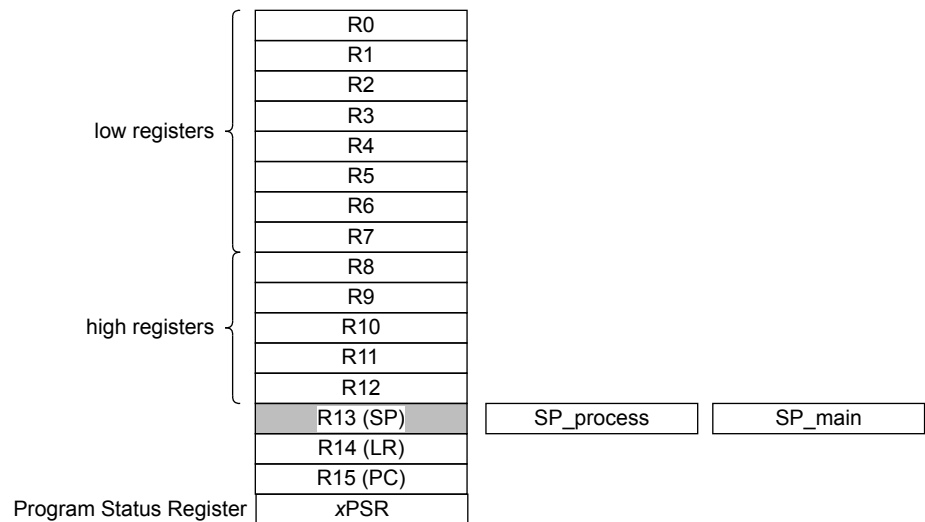 R0
R1
R2
R3
low registers
R4
R5
R6
R7
R8
R9
high registers
R10
R11
R12
R13 (SP) SP_process SP_main
R14 (LR)
R15 (PC)
Program Status Register xPSR